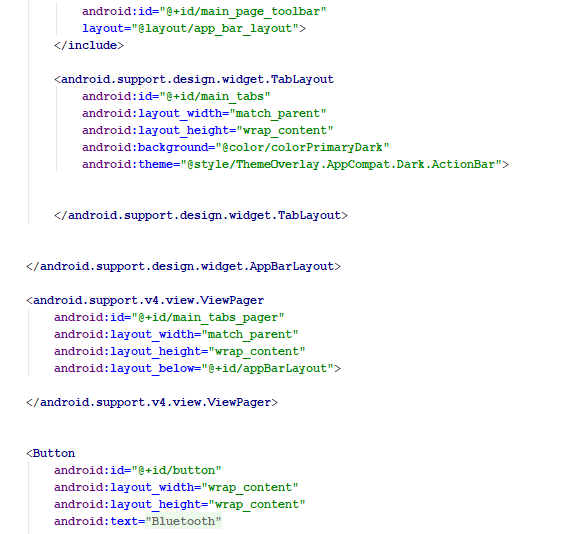 android:id="@+id/main_page_toolbar"
layout="@layout/app_bar_layout">
</include>
<android.support.design.widget.TabLayout
android:id="@+id/main_tabs"
android:layout_width="match_parent"
android:layout_height="wrap_content"
android:background="@color/colorPrimaryDark"
android:theme="@style/ThemeOverlay.AppCompat.Dark.ActionBar">
</android.support.design.widget.TabLayout>
</android.support.design.widget.AppBarLayout>
<android.support.v4.view.ViewPager
android:id="@+id/main_tabs_pager"
android:layout_width="match_parent"
android:layout_height="wrap_content"
android:layout_below="@+id/appBarLayout">
</android.support.v4.view.ViewPager>
<Button
android:id="@+id/button"
android:layout_width="wrap_content"
android:layout_height="wrap_content"
android:text="Bluetooth"